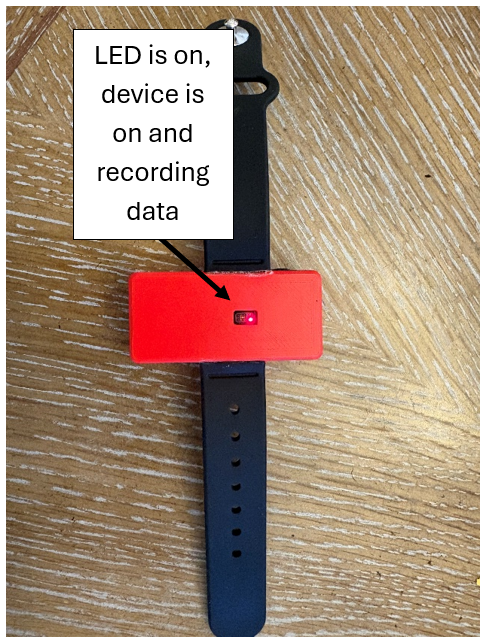 LED is on,
device is
on and
recording
data